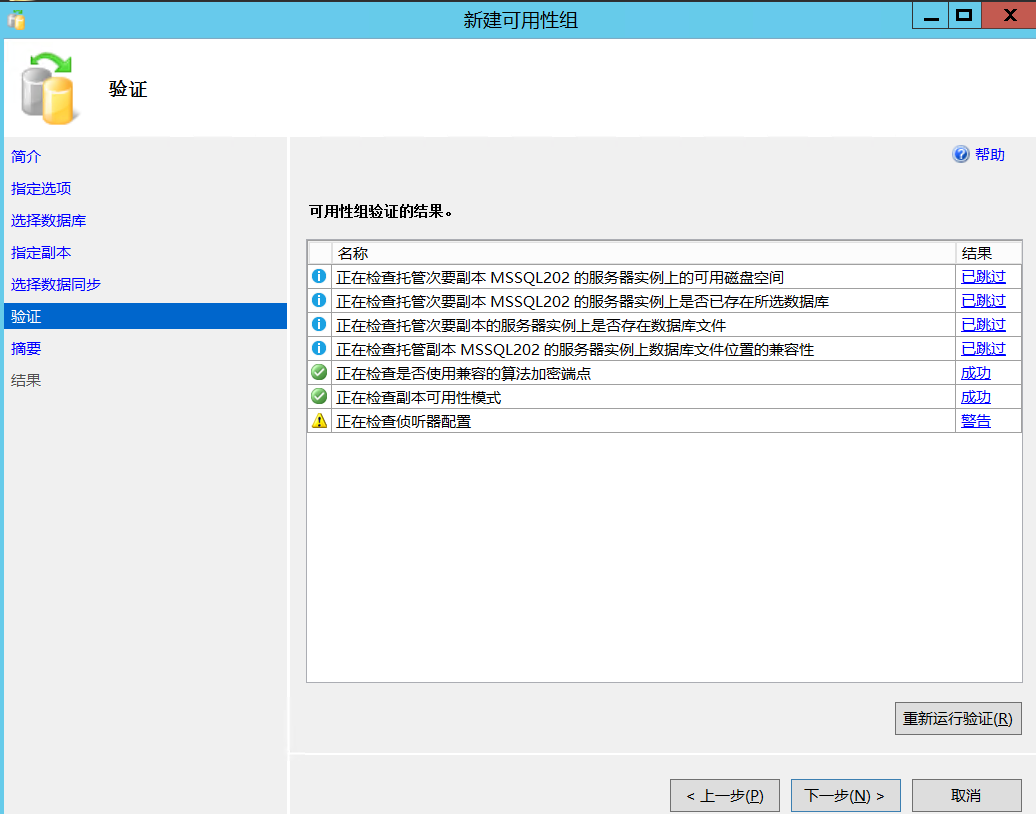 新建可用性组
验证
简介
指定选项
选择数据库
指定副本
选择数据同步
验证
摘要
结果
帮助
可用性组验证的结果。
名称 结果
正在检查托管次要副本 MSSQL202 的服务器实例上的可用磁盘空间 已跳过
正在检查托管次要副本 MSSQL202 的服务器实例上是否已存在所选数据库 已跳过
正在检查托管次要副本的服务器实例上是否存在数据库文件 已跳过
正在检查托管副本 MSSQL202 的服务器实例上数据库文件位置的兼容性 已跳过
正在检查是否使用兼容的算法加密端点 成功
正在检查副本可用性模式 成功
正在检查侦听器配置 警告
重新运行验证(R)
< 上一步(P) 下一步(N) > 取消